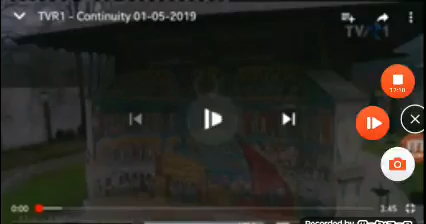 TVR1 - Continuity 01-05-2019
TVR1
17:10
0:00
3:45
Recorded by